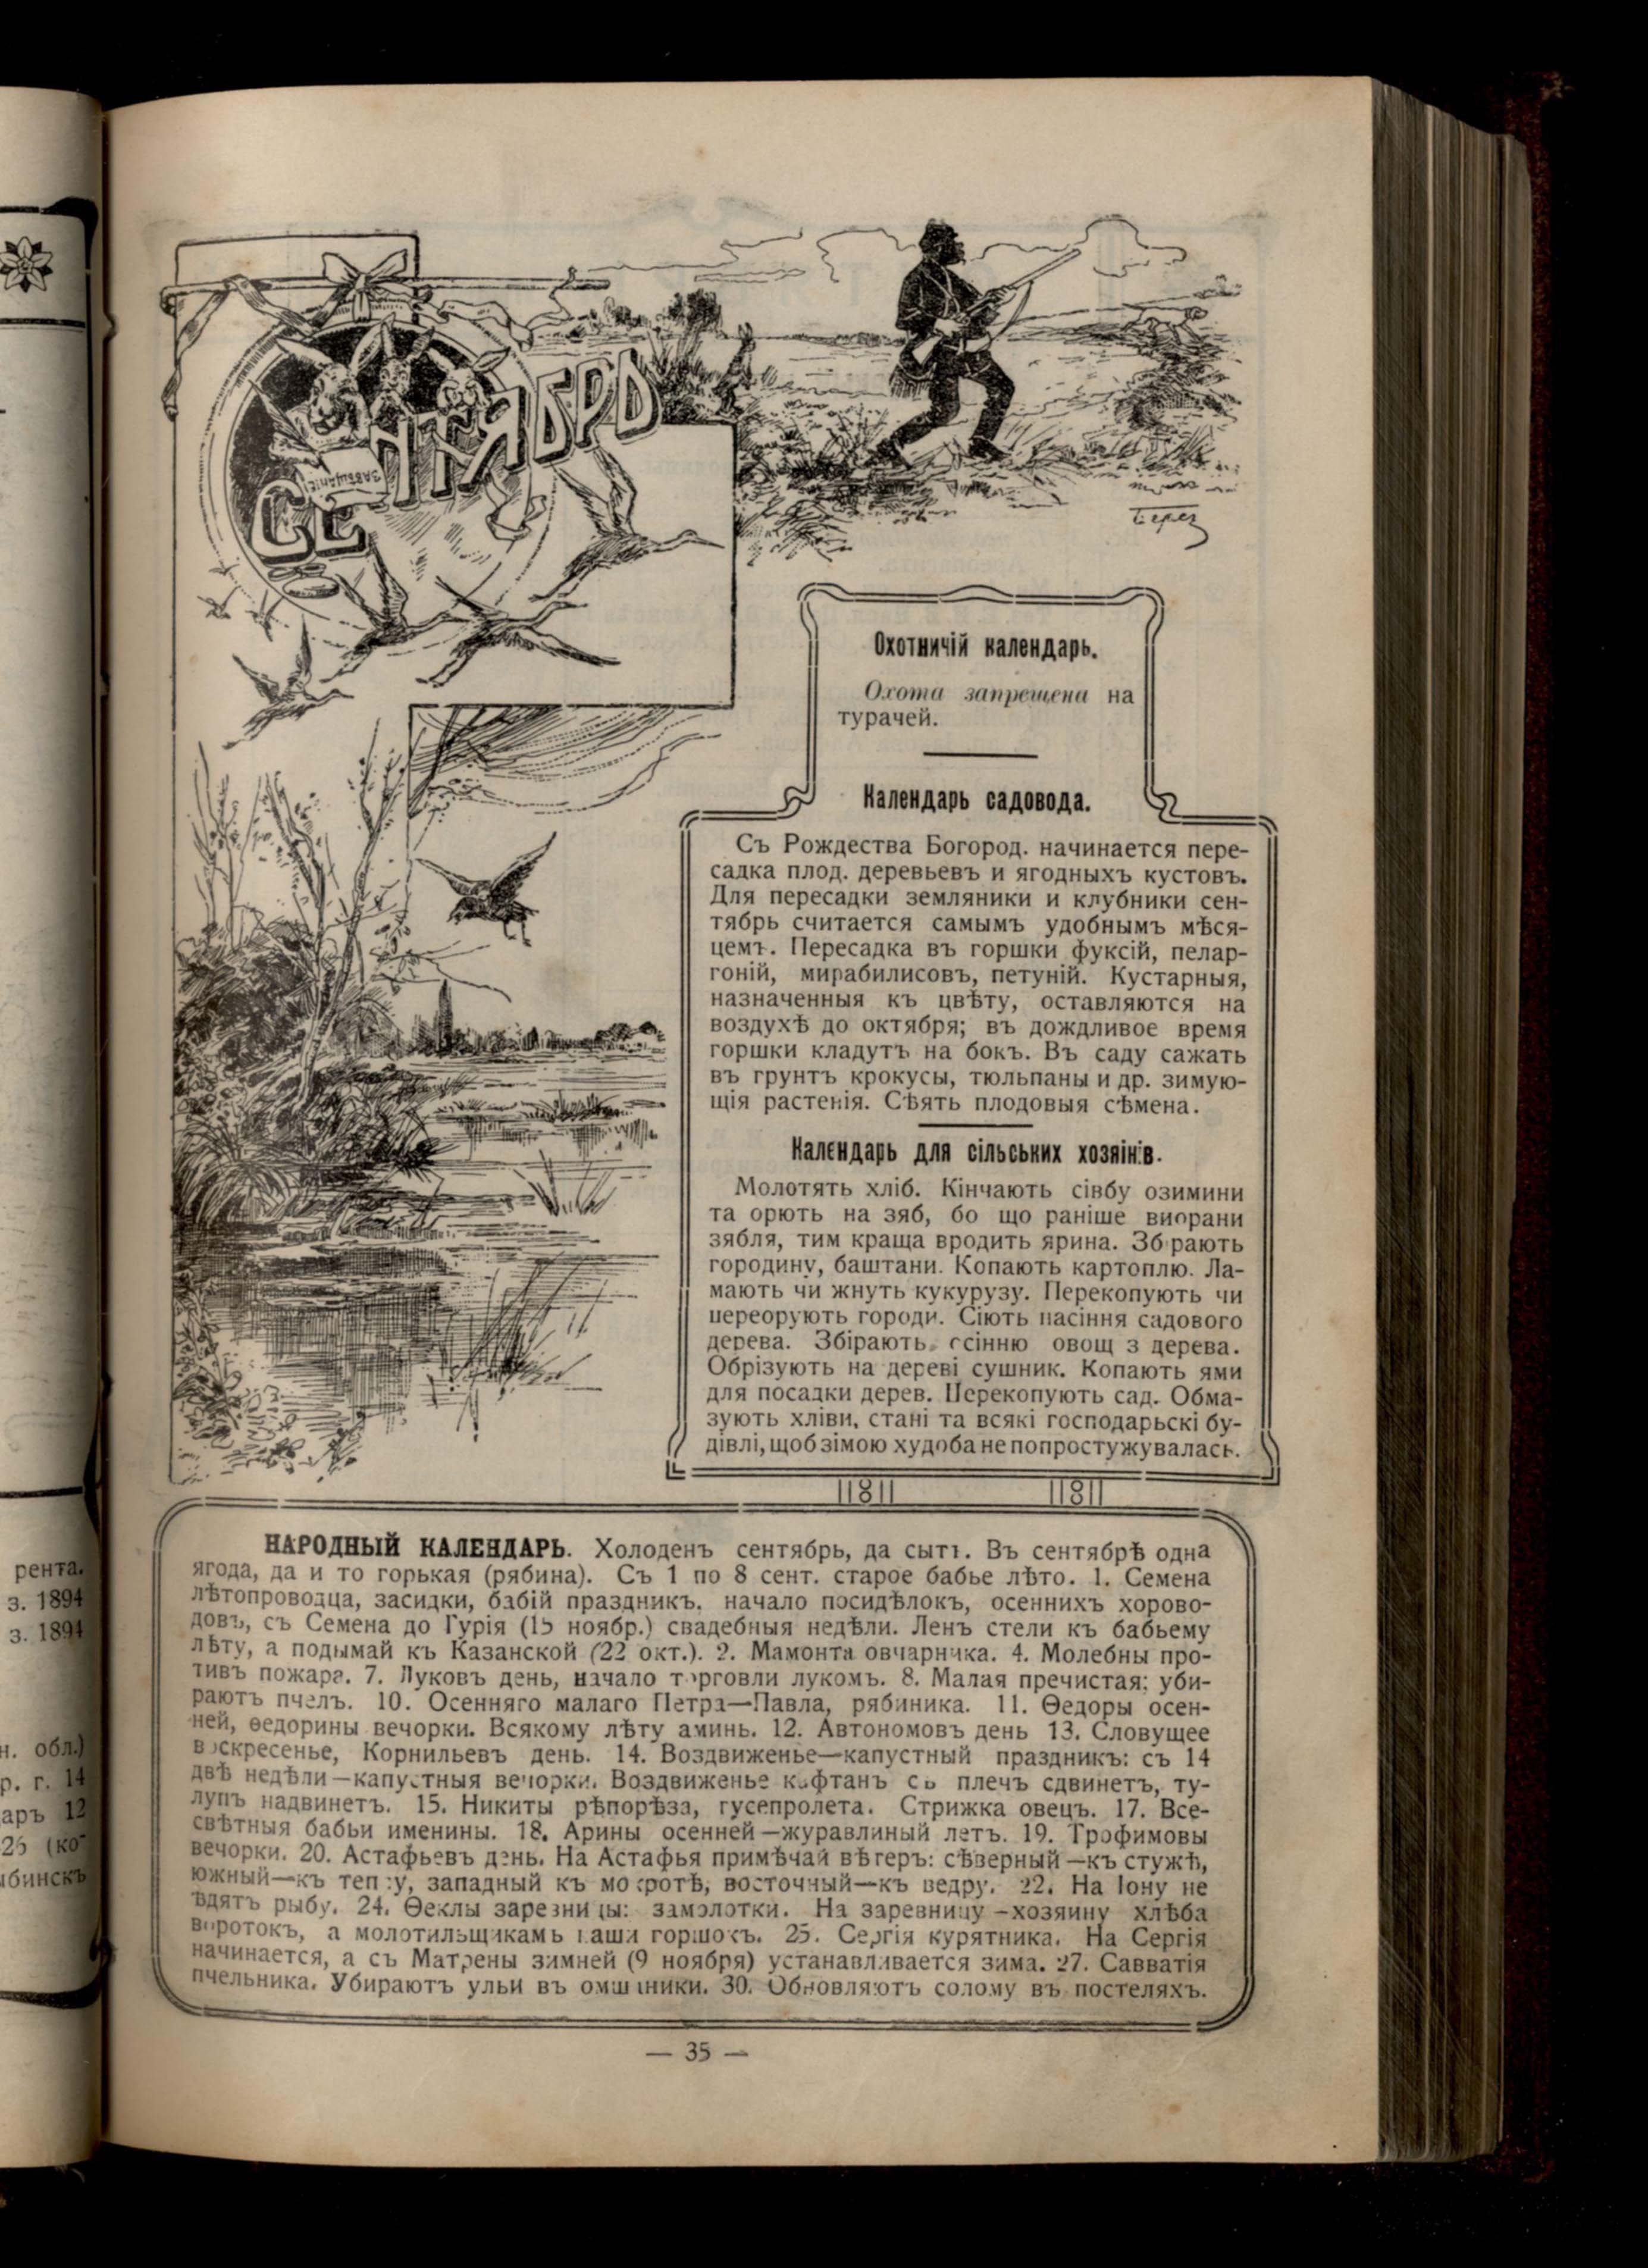 СЕНТЯБРЬ
ЗАВѢЩАНІЕ
Охотничій календарь.
Охота запрещена на
турачей.
Календарь садовода.
Съ Рождества Богород. начинается пере-
садка плод. деревьевъ и ягодныхъ кустовъ.
Для пересадки земляники и клубники сен-
тябрь считается самымъ удобнымъ мѣся-
цемъ. Пересадка въ горшки фуксій, пелар-
гоній, мирабилисовъ, петуній. Кустарныя,
назначенныя къ цвѣту, оставляются на
воздухѣ до октября; въ дождливое время
горшки кладутъ на бокъ. Въ саду сажать
въ грунтъ крокусы, тюльпаны и др. зимую-
щія растенія. Сѣять плодовыя сѣмена.
Календарь для сільських хозяінів.
Молотять хліб. Кінчають сівбу озимини
та орють на зяб, бо що раніше виорани
зябля, тим краща вродить ярина. Збірають
городину, баштани. Копають картоплю. Ла-
мають чи жнуть кукурузу. Перекопують чи
переорують городи. Сіють насіння садового
дерева. Збірають осінню овощ з дерева.
Обрізують на дереві сушник. Копають ями
для посадки дерев. Перекопують сад. Обма-
зують хліви, стані та всякі господарьскі бу-
дівлі, щоб зімою худоба не попростужувалась.
НАРОДНЫЙ КАЛЕНДАРЬ. Холоденъ сентябрь, да сытъ. Въ сентябрѣ одна
ягода, да и то горькая (рябина). Съ 1 по 8 сент. старое бабье лѣто. 1. Семена
лѣтопроводца, засидки, бабій праздникъ, начало посидѣлокъ, осеннихъ хорово-
довъ, съ Семена до Гурія (15 ноябр.) свадебныя недѣли. Ленъ стели къ бабьему
лѣту, а подымай къ Казанской (22 окт.). 2. Мамонта овчарника. 4. Молебны про-
тивъ пожара. 7. Луковъ день, начало торговли лукомъ. 8. Малая пречистая; уби-
раютъ пчелъ. 10. Осенняго малаго Петра—Павла, рябиника. 11. Ѳедоры осен-
ней, ѳедорины вечорки. Всякому лѣту аминь. 12. Автономовъ день 13. Словущее
воскресенье, Корнильевъ день. 14. Воздвиженье—капустный праздникъ: съ 14
двѣ недѣли—капустныя вечорки. Воздвиженье кафтанъ съ плечъ сдвинетъ, ту-
лупъ надвинетъ. 15. Никиты рѣпорѣза, гусепролета. Стрижка овецъ. 17. Все-
свѣтныя бабьи именины. 18. Арины осенней—журавлиный летъ. 19. Трофимовы
вечорки. 20. Астафьевъ день. На Астафья примѣчай вѣтеръ: сѣверный—къ стужѣ,
южный—къ теплу, западный къ мокротѣ, восточный—къ ведру. 22. На Іону не
ѣдятъ рыбу. 24. Ѳеклы заревницы: замолотки. На заревницу—хозяину хлѣба
воротокъ, а молотильщикамъ каши горшокъ. 25. Сергія курятника. На Сергія
начинается, а съ Матрены зимней (9 ноября) устанавливается зима. 27. Савватія
пчельника. Убираютъ ульи въ омшаники. 30. Обновляютъ солому въ постеляхъ.
— 35 —
рента.
з. 1894
з. 1894
н. обл.)
р. г. 14
аръ 12
26 (ко-
ыбинскъ